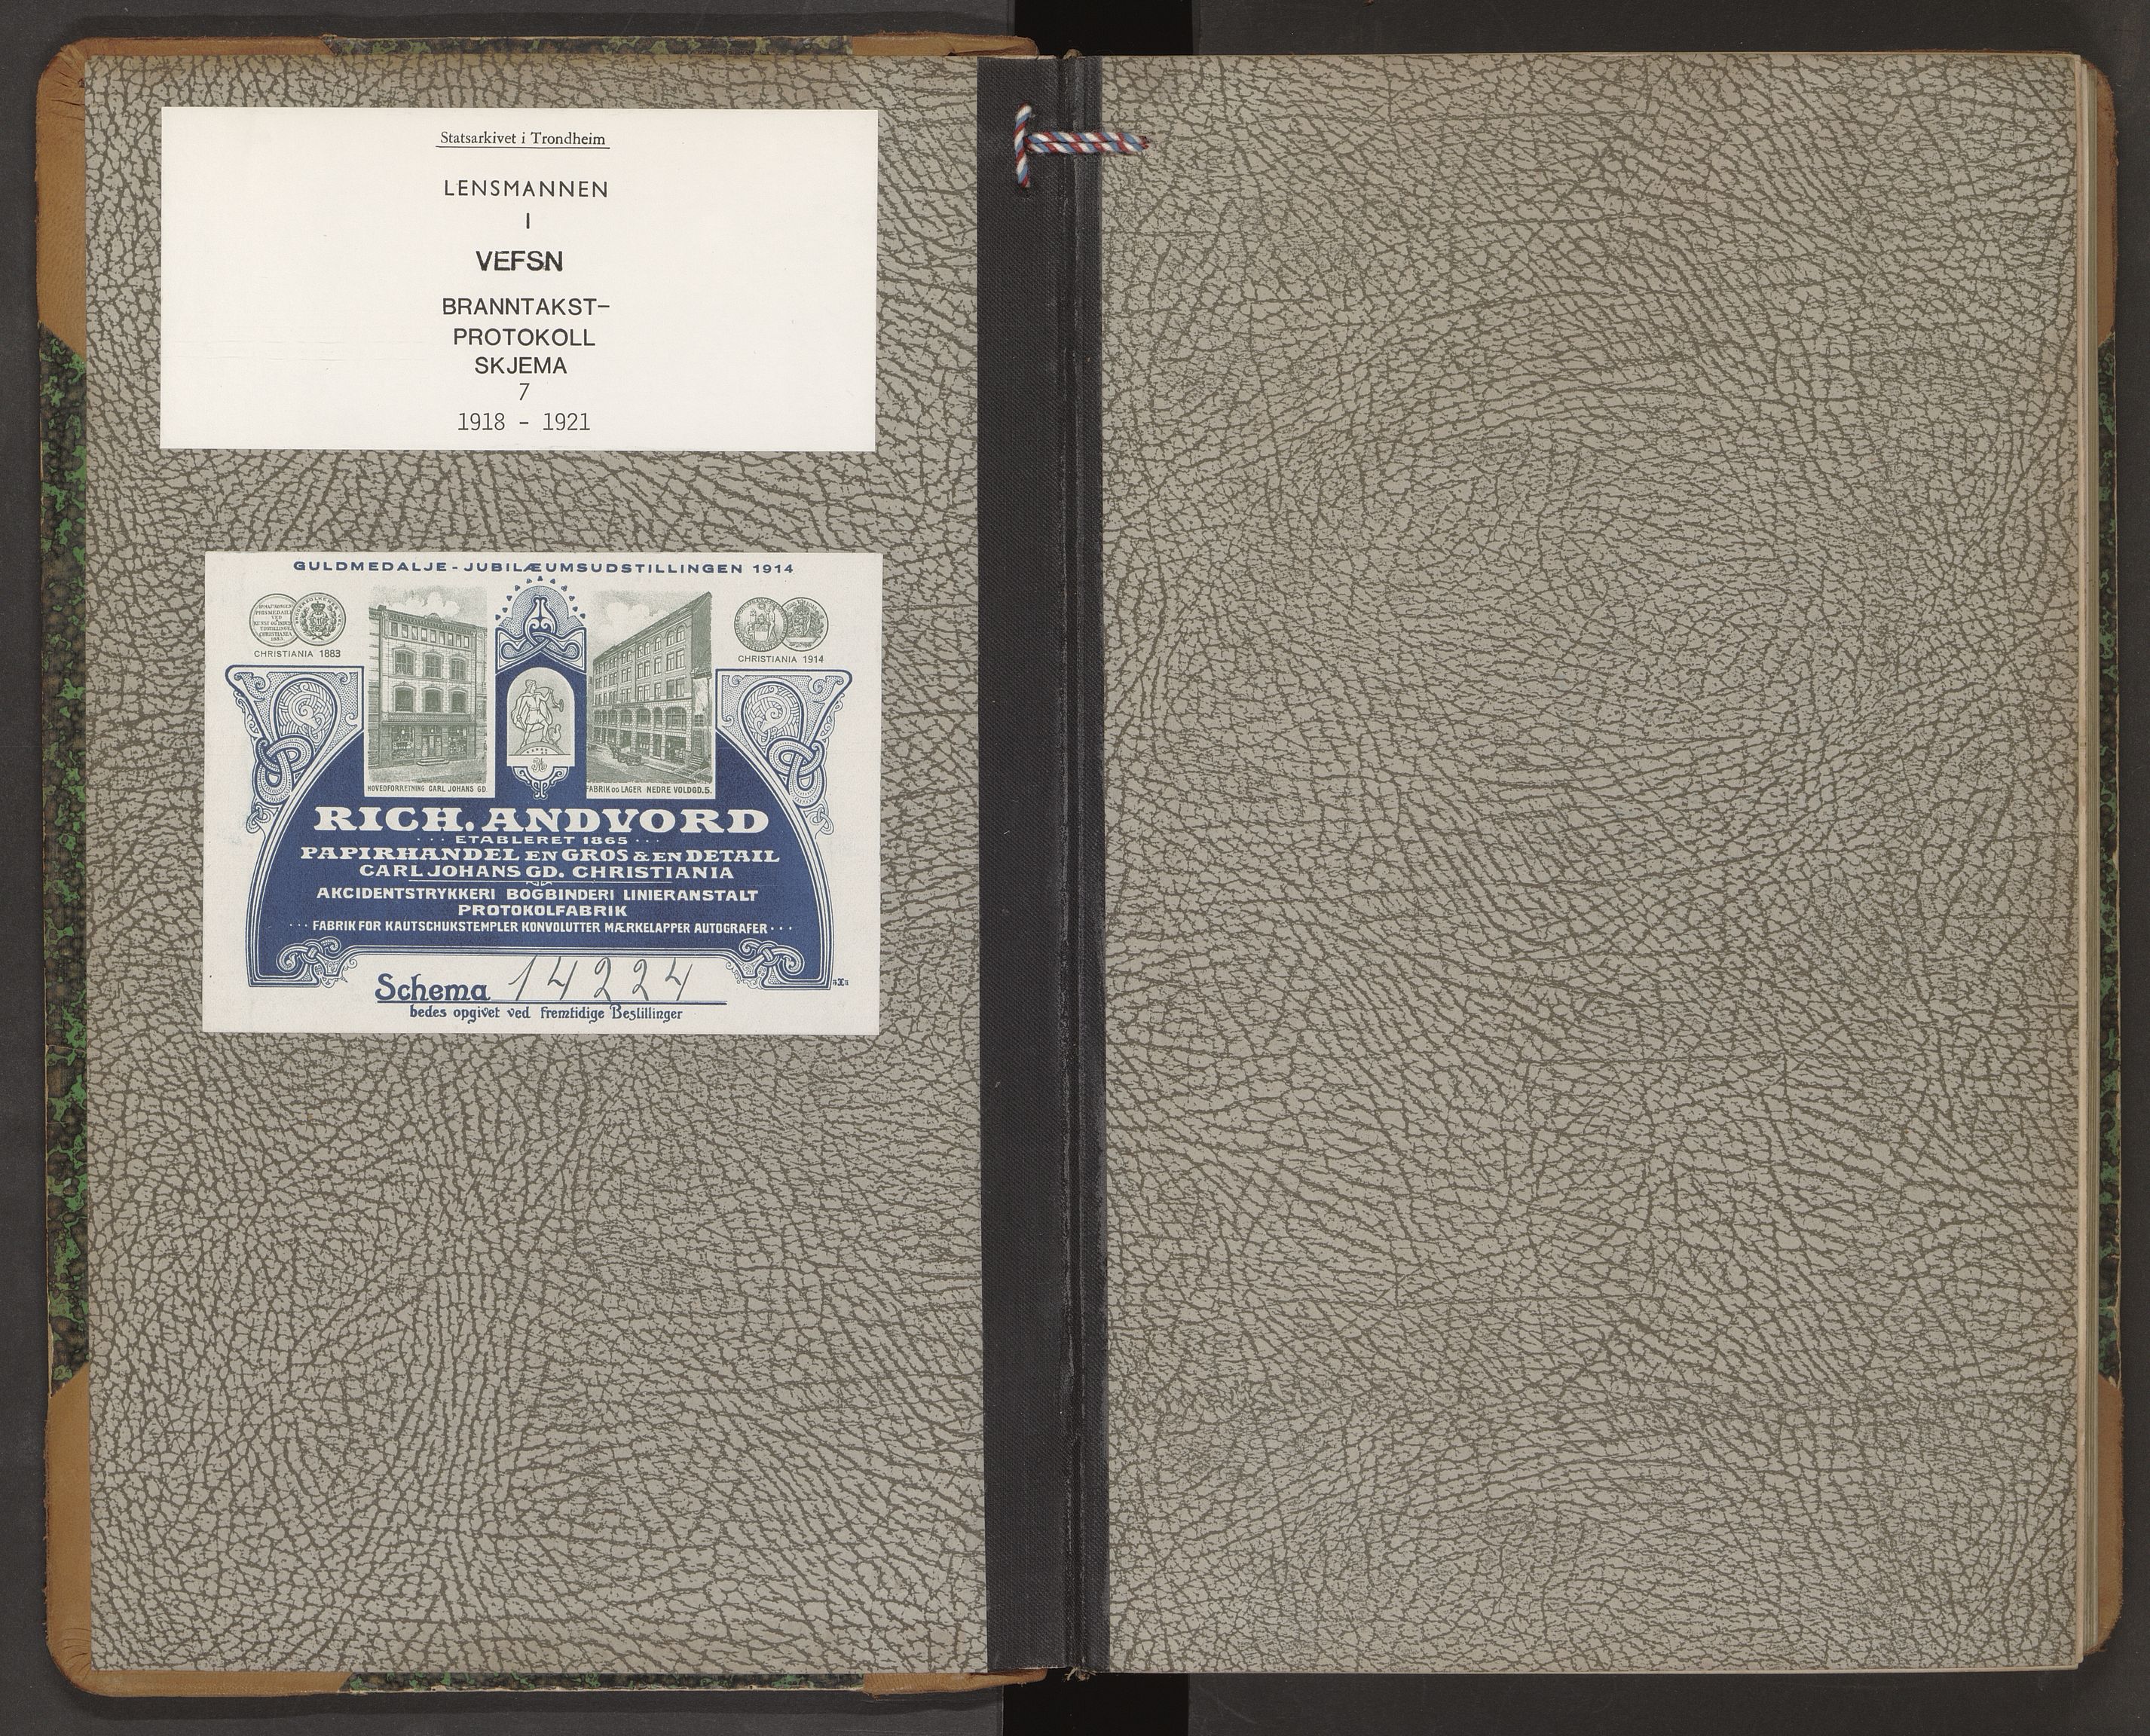 Statsarkivet i Trondheim
LENSMANNEN
I
VEFSN
BRANNTAKST-
PROTOKOLL
SKJEMA
7
1918 - 1921
GULDMEDALJE - JUBILÆUMSUDSTILLINGEN 1914
CHRISTIANIA 1883
CHRISTIANIA 1914
HOVEDFORRETNING CARL JOHANS GD.
FABRIK OG LAGER NEDRE VOLDGD.5.
RICH. ANDVORD
ETABLERET 1865
PAPIRHANDEL EN GROS & EN DETAIL
CARL JOHANS GD. CHRISTIANIA
AKCIDENTSTRYKKERI BOGBINDERI LINIERANSTALT
PROTOKOLFABRIK
FABRIK FOR KAUTSCHUKSTEMPLER KONVOLUTTER MÆRKELAPPER AUTOGRAFER
Schema 14224
bedes opgivet ved fremtidige Bestillinger